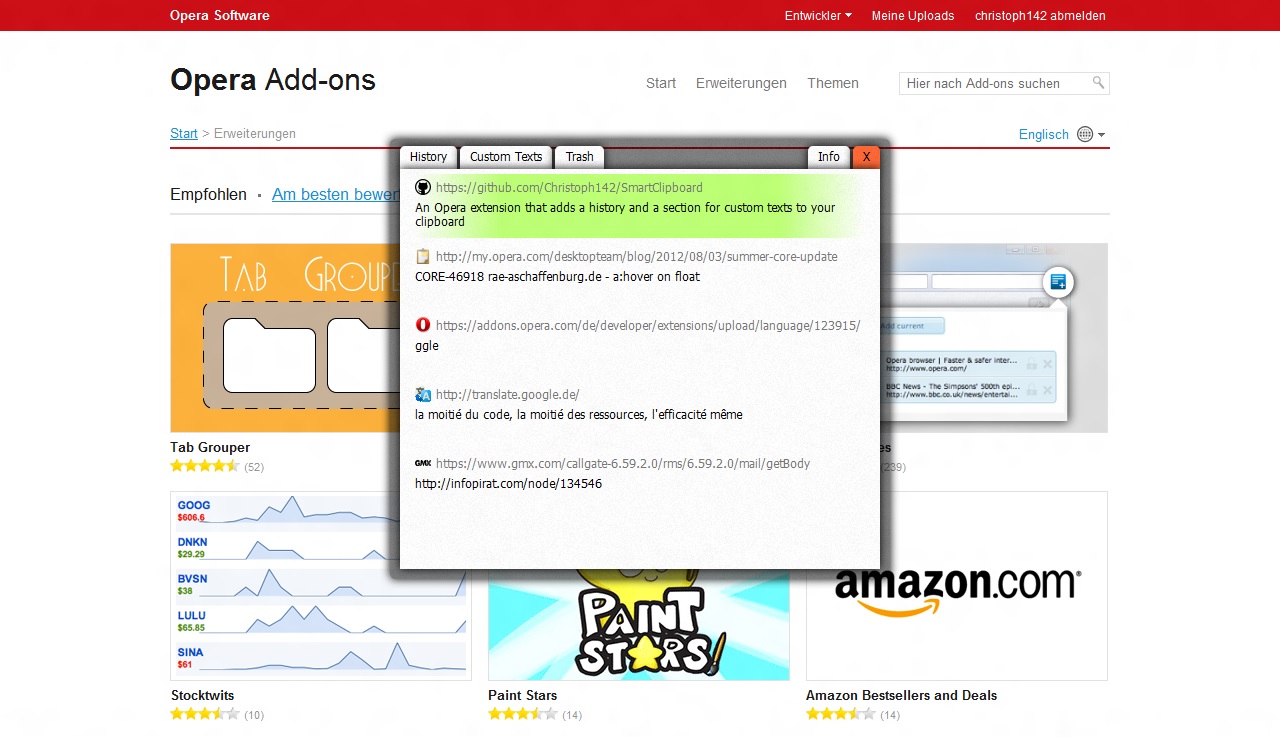 Opera Software
Entwickler
Meine Uploads
christoph142 abmelden
Opera Add-ons
Start
Erweiterungen
Themen
Hier nach Add-ons suchen
Start > Erweiterungen
Englisch
Empfohlen
Am besten bewert
History
Custom Texts
Trash
Info
X
https://github.com/Christoph142/SmartClipboard
An Opera extension that adds a history and a section for custom texts to your
clipboard
http://my.opera.com/desktopteam/blog/2012/08/03/summer-core-update
CORE-46918 rae-aschaffenburg.de - a:hover on float
https://addons.opera.com/de/developer/extensions/upload/language/123915/
ggle
http://translate.google.de/
la moitié du code, la moitié des ressources, l'efficacité même
GMX https://www.gmx.com/callgate-6.59.2.0/rms/6.59.2.0/mail/getBody
http://infopirat.com/node/134546
TAB GROUPE
Tab Grouper
(52)
Add current
Opera browser | Faster & safer inter...
http://www.opera.com/
BBC News - The Simpsons' 500th epi...
http://www.bbc.co.uk/news/entertai...
es
(239)
GOOG
$606.6
DNKN
$29.29
BVSN
$38
LULU
$65.85
SINA
$61
Stocktwits
(10)
PAINT
STARS
Paint Stars
(14)
amazon.com®
Amazon Bestsellers and Deals
(14)